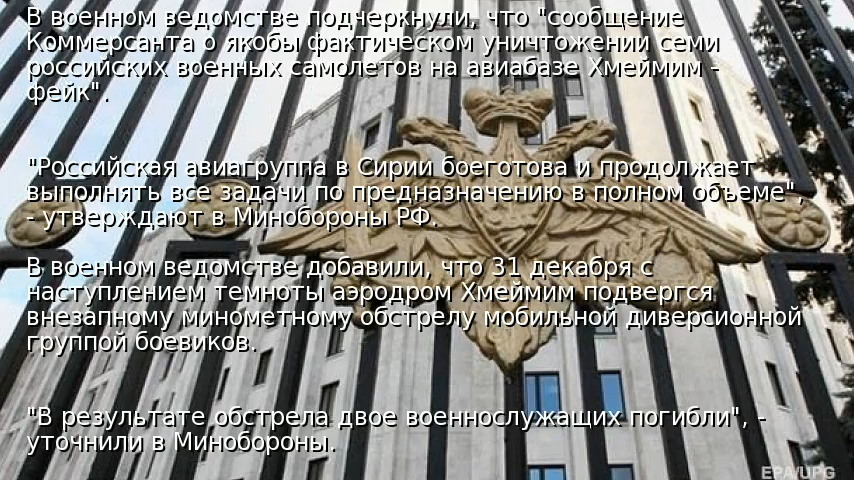 В военном ведомстве подчеркнули, что "сообщение
Коммерсанта о якобы фактическом уничтожении семи
российских военных самолетов на авиабазе Хмеймим -
фейк".
"Российская авиагруппа в Сирии боеготова и продолжает
выполнять все задачи по предназначению в полном объеме",
- утверждают в Минобороны РФ.
В военном ведомстве добавили, что 31 декабря с
наступлением темноты аэродром Хмеймим подвергся
внезапному минометному обстрелу мобильной диверсионной
группой боевиков.
"В результате обстрела двое военнослужащих погибли", -
уточнили в Минобороны.
EPA/UPG